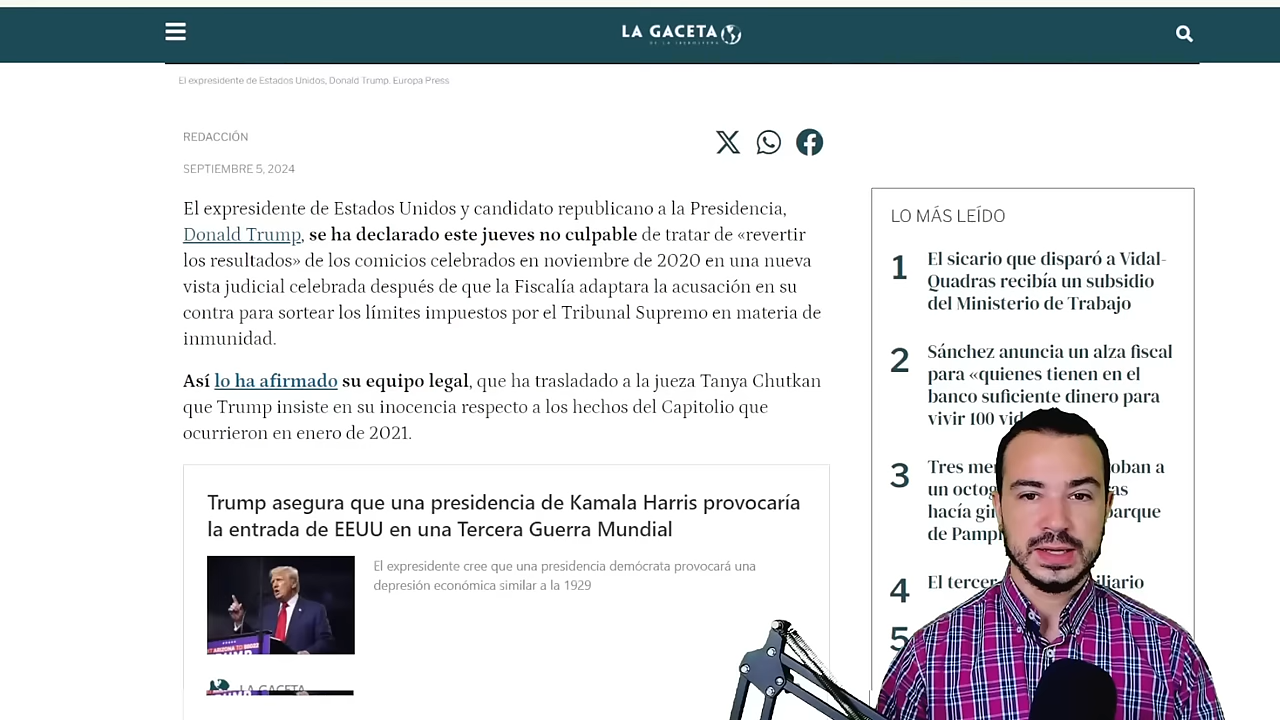 LA GACETA
DE LA IBEROSFERA
El expresidente de Estados Unidos, Donald Trump. Europa Press
REDACCIÓN
SEPTIEMBRE 5, 2024
El expresidente de Estados Unidos y candidato republicano a la Presidencia,
Donald Trump, se ha declarado este jueves no culpable de tratar de «revertir
los resultados» de los comicios celebrados en noviembre de 2020 en una nueva
vista judicial celebrada después de que la Fiscalía adaptara la acusación en su
contra para sortear los límites impuestos por el Tribunal Supremo en materia de
inmunidad.
Así lo ha afirmado su equipo legal, que ha trasladado a la jueza Tanya Chutkan
que Trump insiste en su inocencia respecto a los hechos del Capitolio que
ocurrieron en enero de 2021.
Trump asegura que una presidencia de Kamala Harris provocaría
la entrada de EEUU en una Tercera Guerra Mundial
El expresidente cree que una presidencia demócrata provocará una
depresión económica similar a la 1929
TRUMP
LA GACETA
LO MÁS LEÍDO
1 El sicario que disparó a Vidal-
Quadras recibía un subsidio
del Ministerio de Trabajo
2 Sánchez anuncia un alza fiscal
para «quienes tienen en el
banco suficiente dinero para
vivir 100
3 Tres
a
un
hacía
de
4 El
5